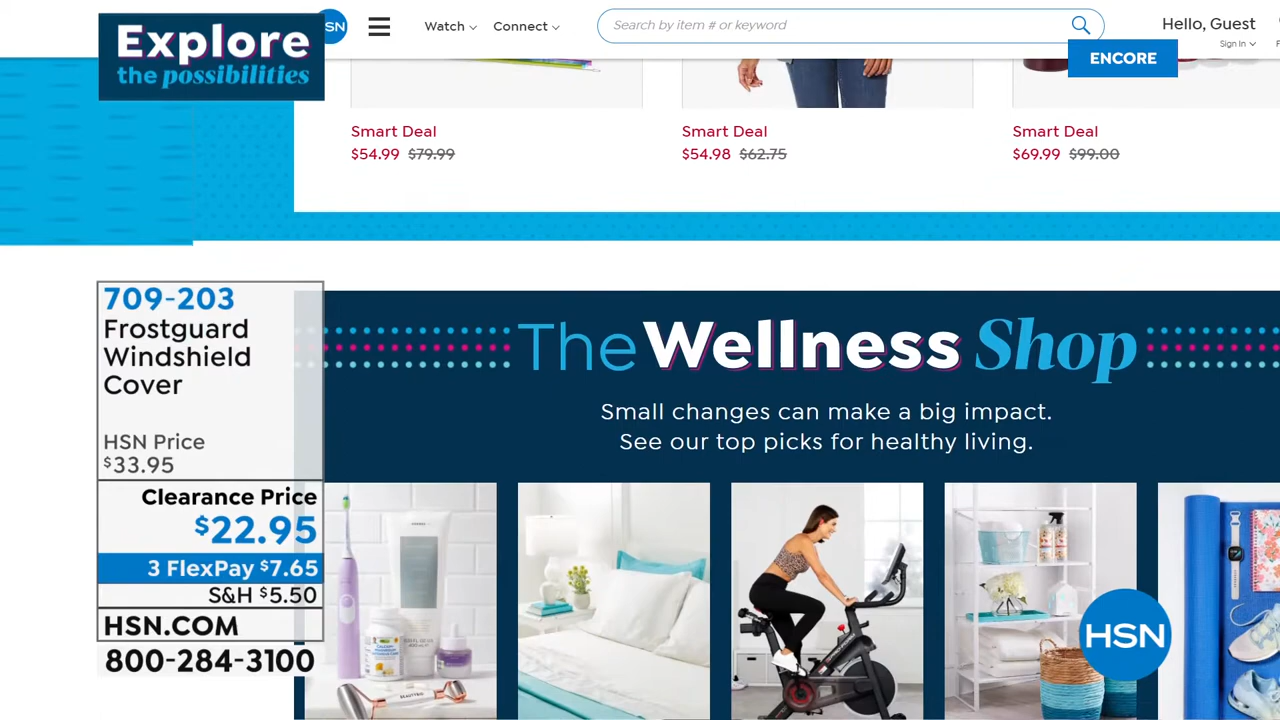 Explore
the possibilities
SN
Watch
Connect
Search by item # or keyword
Hello, Guest
Sign In
ENCORE
Smart Deal
$54.99 $79.99
Smart Deal
$54.98 $62.75
Smart Deal
$69.99 $99.00
709-203
Frostguard
Windshield
Cover
HSN Price
$33.95
Clearance Price
$22.95
3 FlexPay $7.65
S&H $5.50
HSN.COM
800-284-3100
The Wellness Shop
Small changes can make a big impact.
See our top picks for healthy living.
BEAUTYBIO
HSN